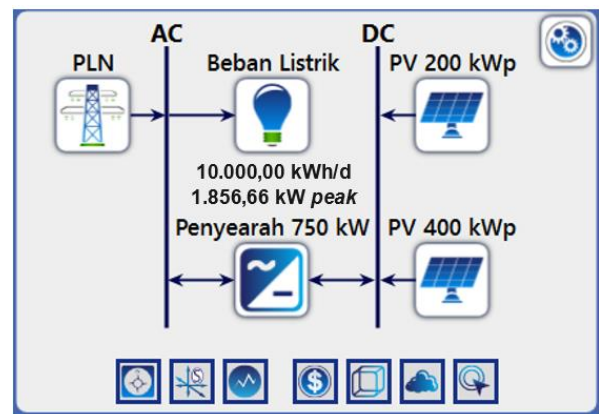 AC DC
PLN Beban Listrik PV 200 kWp
10.000,00 kWh/d
1.856,66 kW peak
Penyearah 750 kW PV 400 kWp